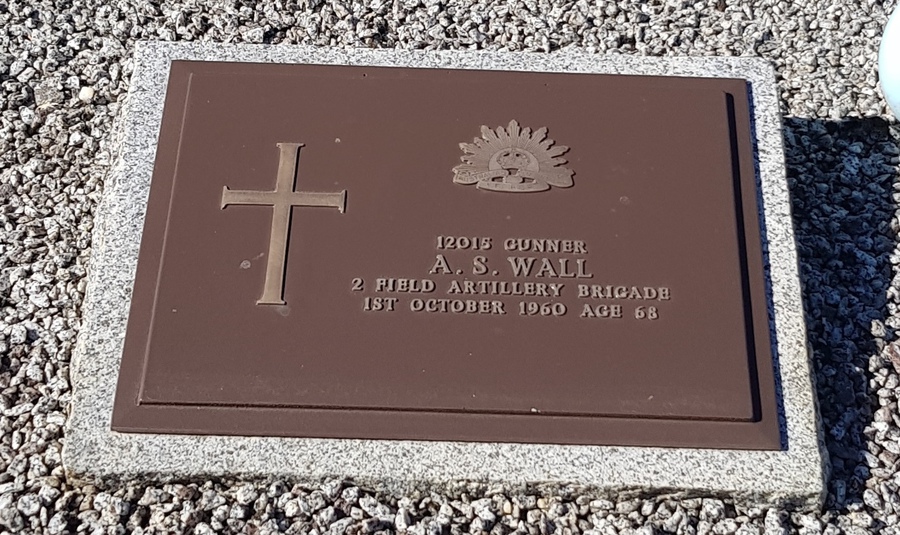 12015 GUNNER
A. S. WALL
2 FIELD ARTILLERY BRIGADE
1ST OCTOBER 1960 AGE 68